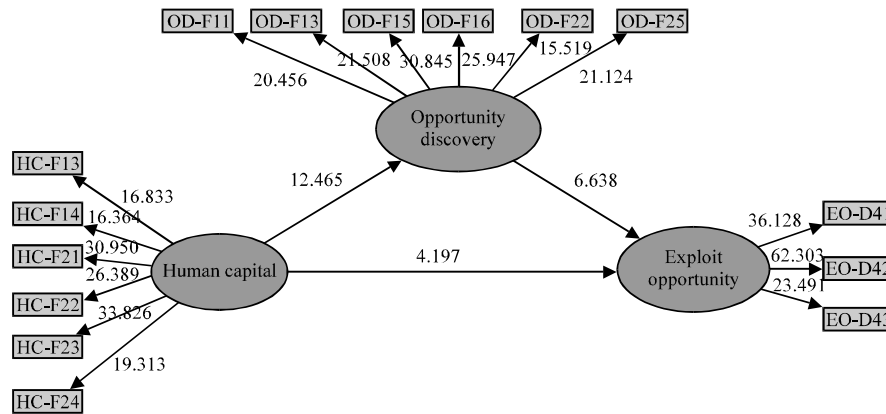 OD-F11
OD-F13
OD-F15
OD-F16
OD-F22
OD-F25
20.456
21.508
30.845
25.947
15.519
21.124
Opportunity
discovery
HC-F13
HC-F14
HC-F21
HC-F22
HC-F23
HC-F24
16.833
16.364
30.950
26.389
33.826
19.313
Human capital
12.465
4.197
6.638
Exploit
opportunity
36.128
62.303
23.491
EO-D41
EO-D42
EO-D43